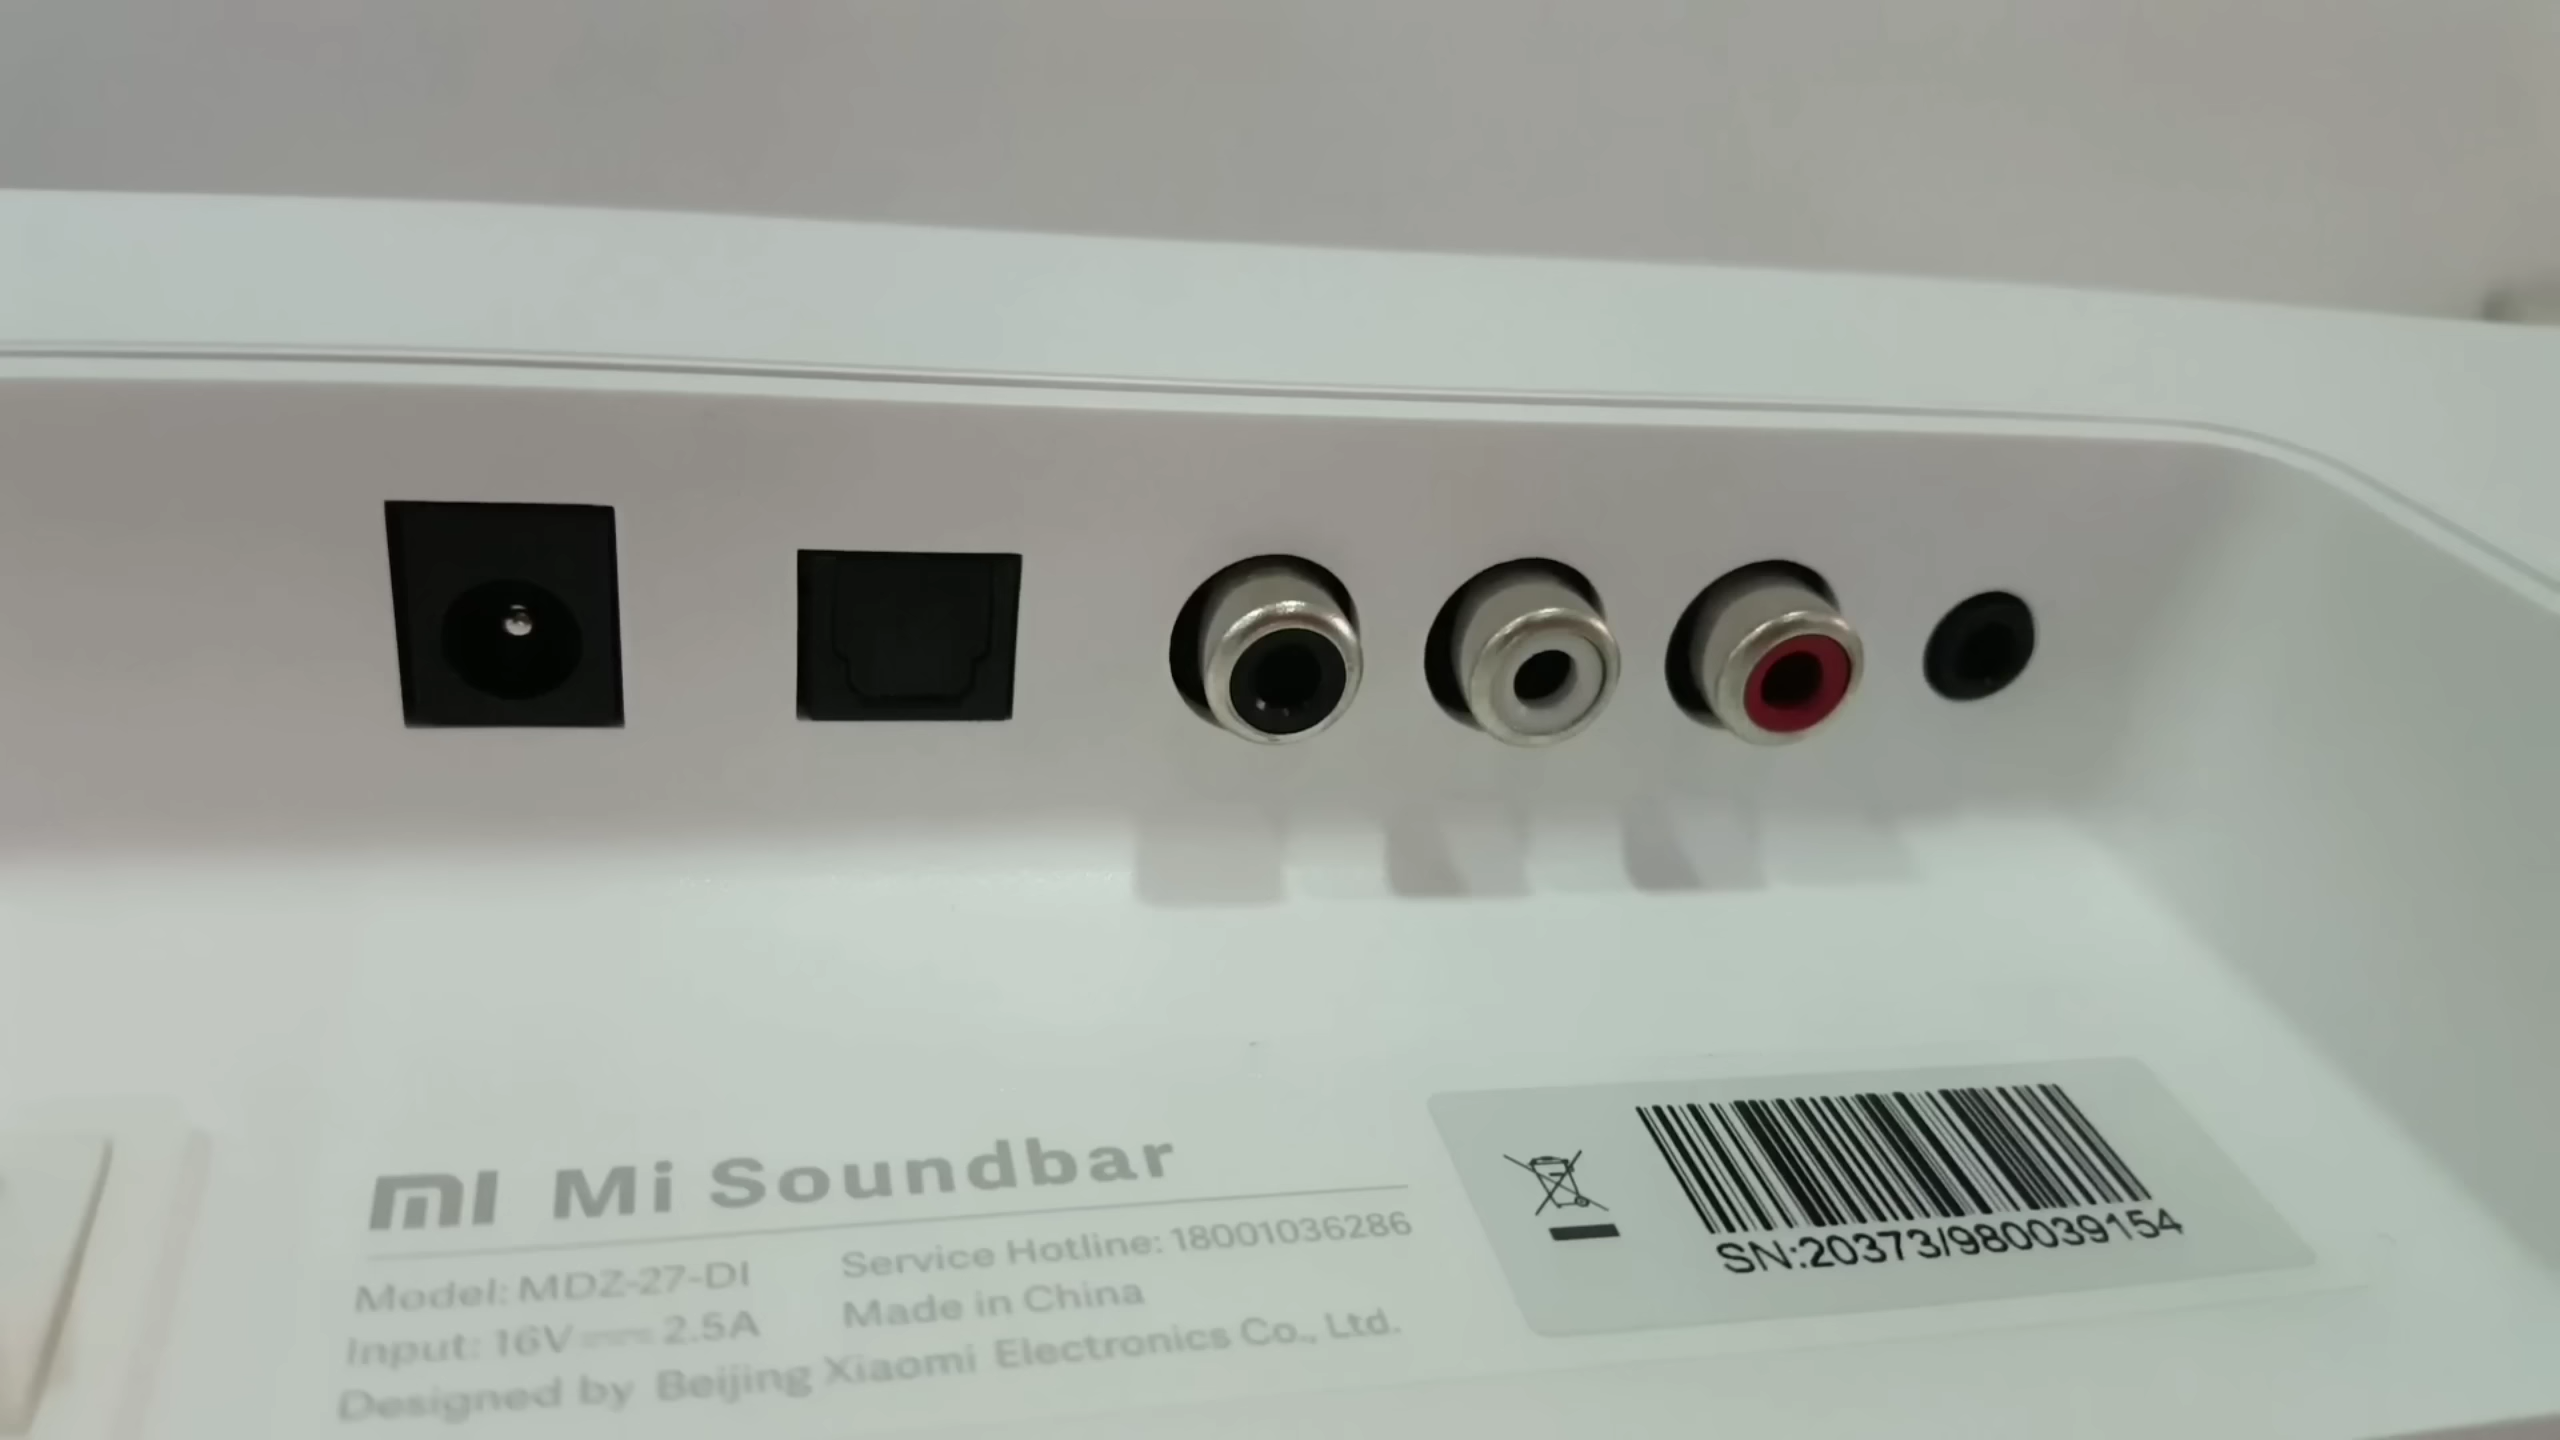 mi Mi Soundbar
Model: MDZ-27-DI
Service Hotline: 18001036286
Input: 16V⎓2.5A
Made in China
Designed by Beijing Xiaomi Electronics Co., Ltd.
SN:20373/980039154